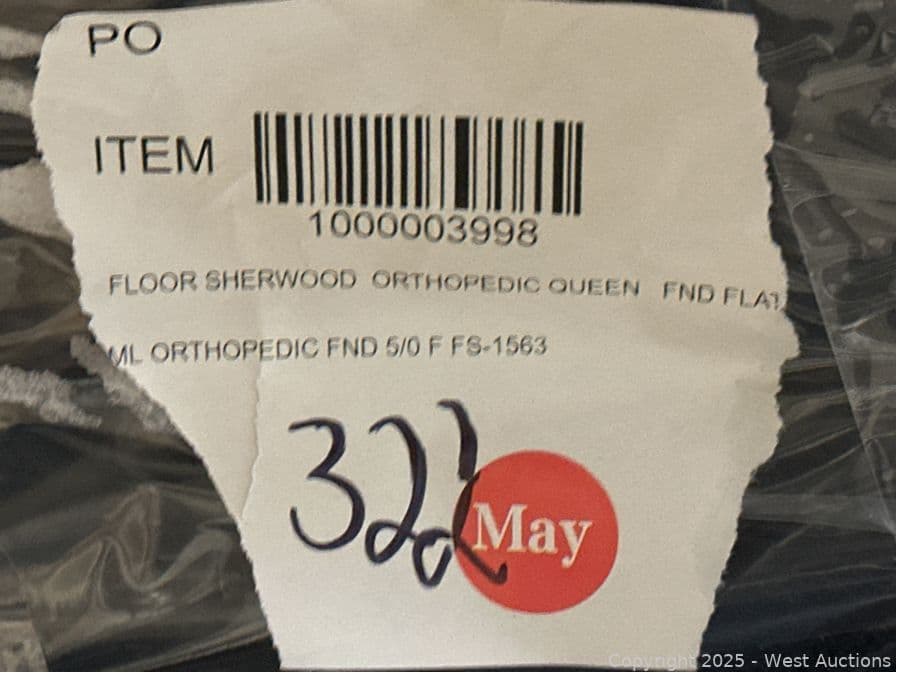 PO
ITEM
1000003998
FLOOR SHERWOOD ORTHOPEDIC QUEEN FND FLAT
ML ORTHOPEDIC FND 5/0 F FS-1563
322
May
Copyright 2025 - West Auctions